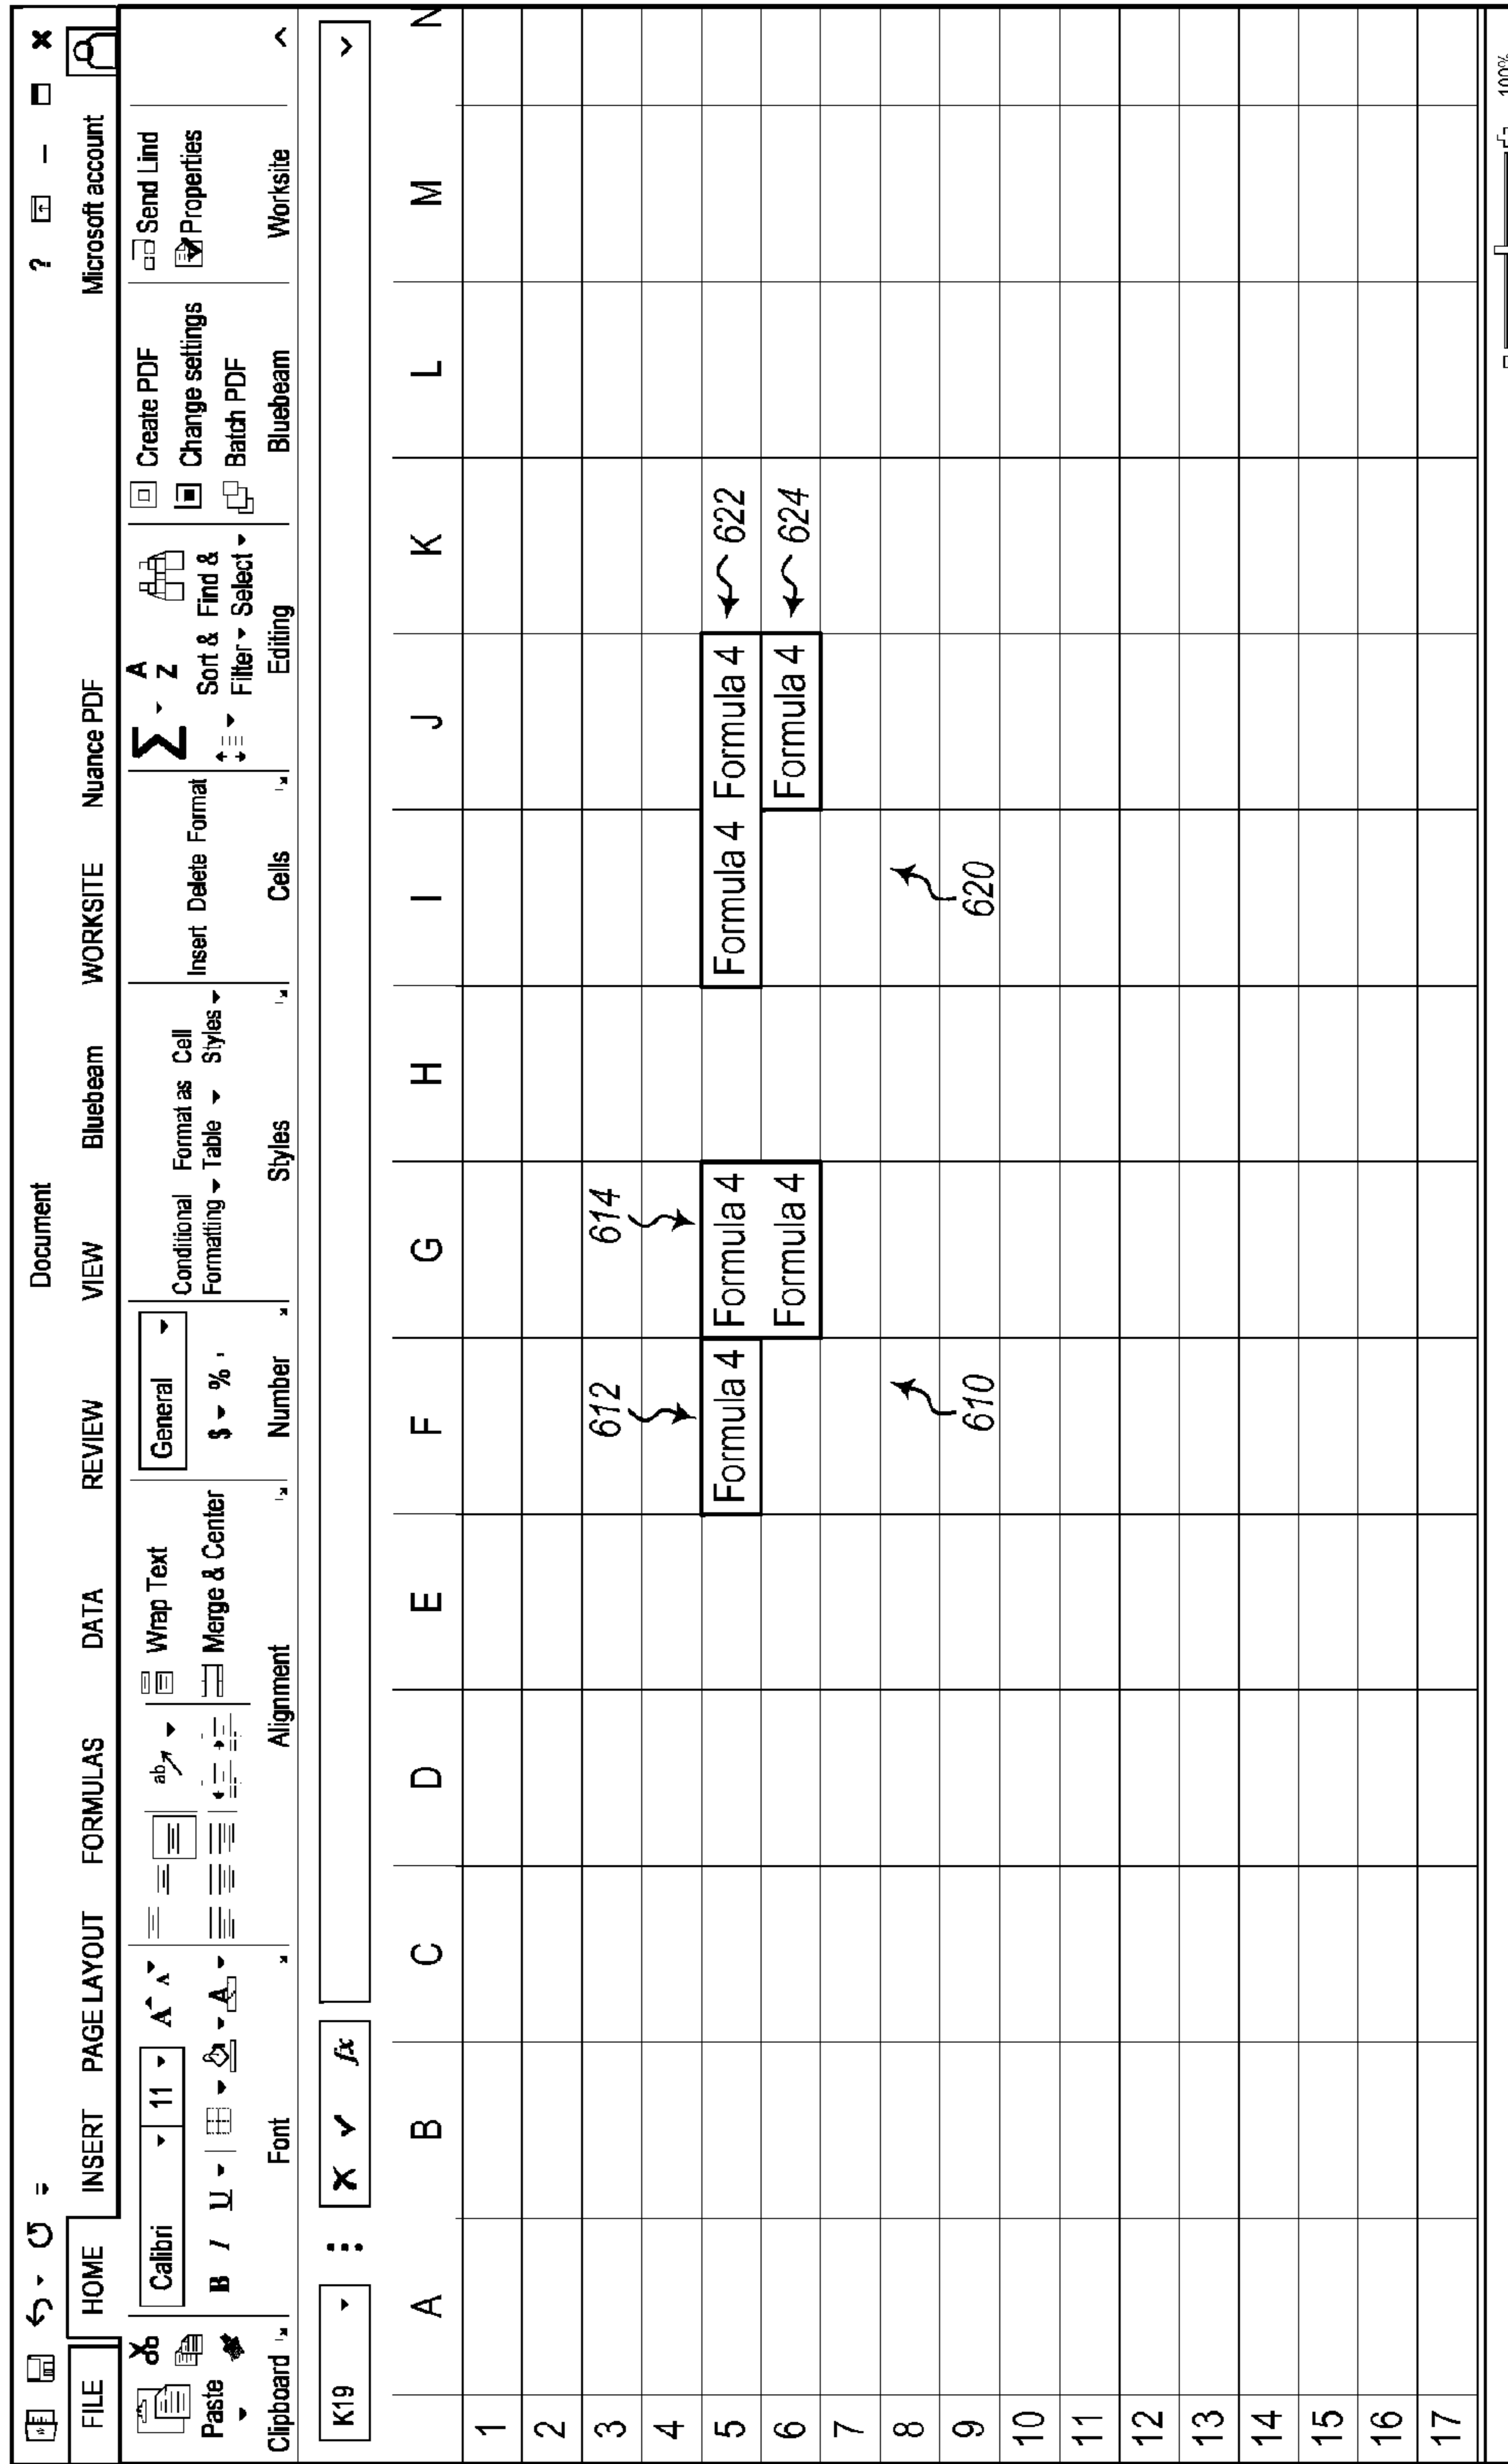 Document ? - ×
FILE HOME INSERT PAGE LAYOUT FORMULAS DATA REVIEW VIEW Bluebeam WORKSITE Nuance PDF Microsoft account
Paste
Clipboard
Calibri 11 A A
B I U A
Font
ab
Wrap Text
Merge & Center
Alignment
General
$ % '
Number
Conditional Format as Cell
Formatting Table Styles
Styles
Insert Delete Format
Cells
Σ A
Z
Sort & Find &
Filter Select
Editing
Create PDF
Change settings
Batch PDF
Bluebeam
Send Lind
Properties
Worksite
K19 fx
A B C D E F G H I J K L M N
1
2
3 612 614
4
5 Formula 4 Formula 4 Formula 4 Formula 4 622
6 Formula 4 Formula 4 624
7
8
9 610 620
10
11
12
13
14
15
16
17
100%